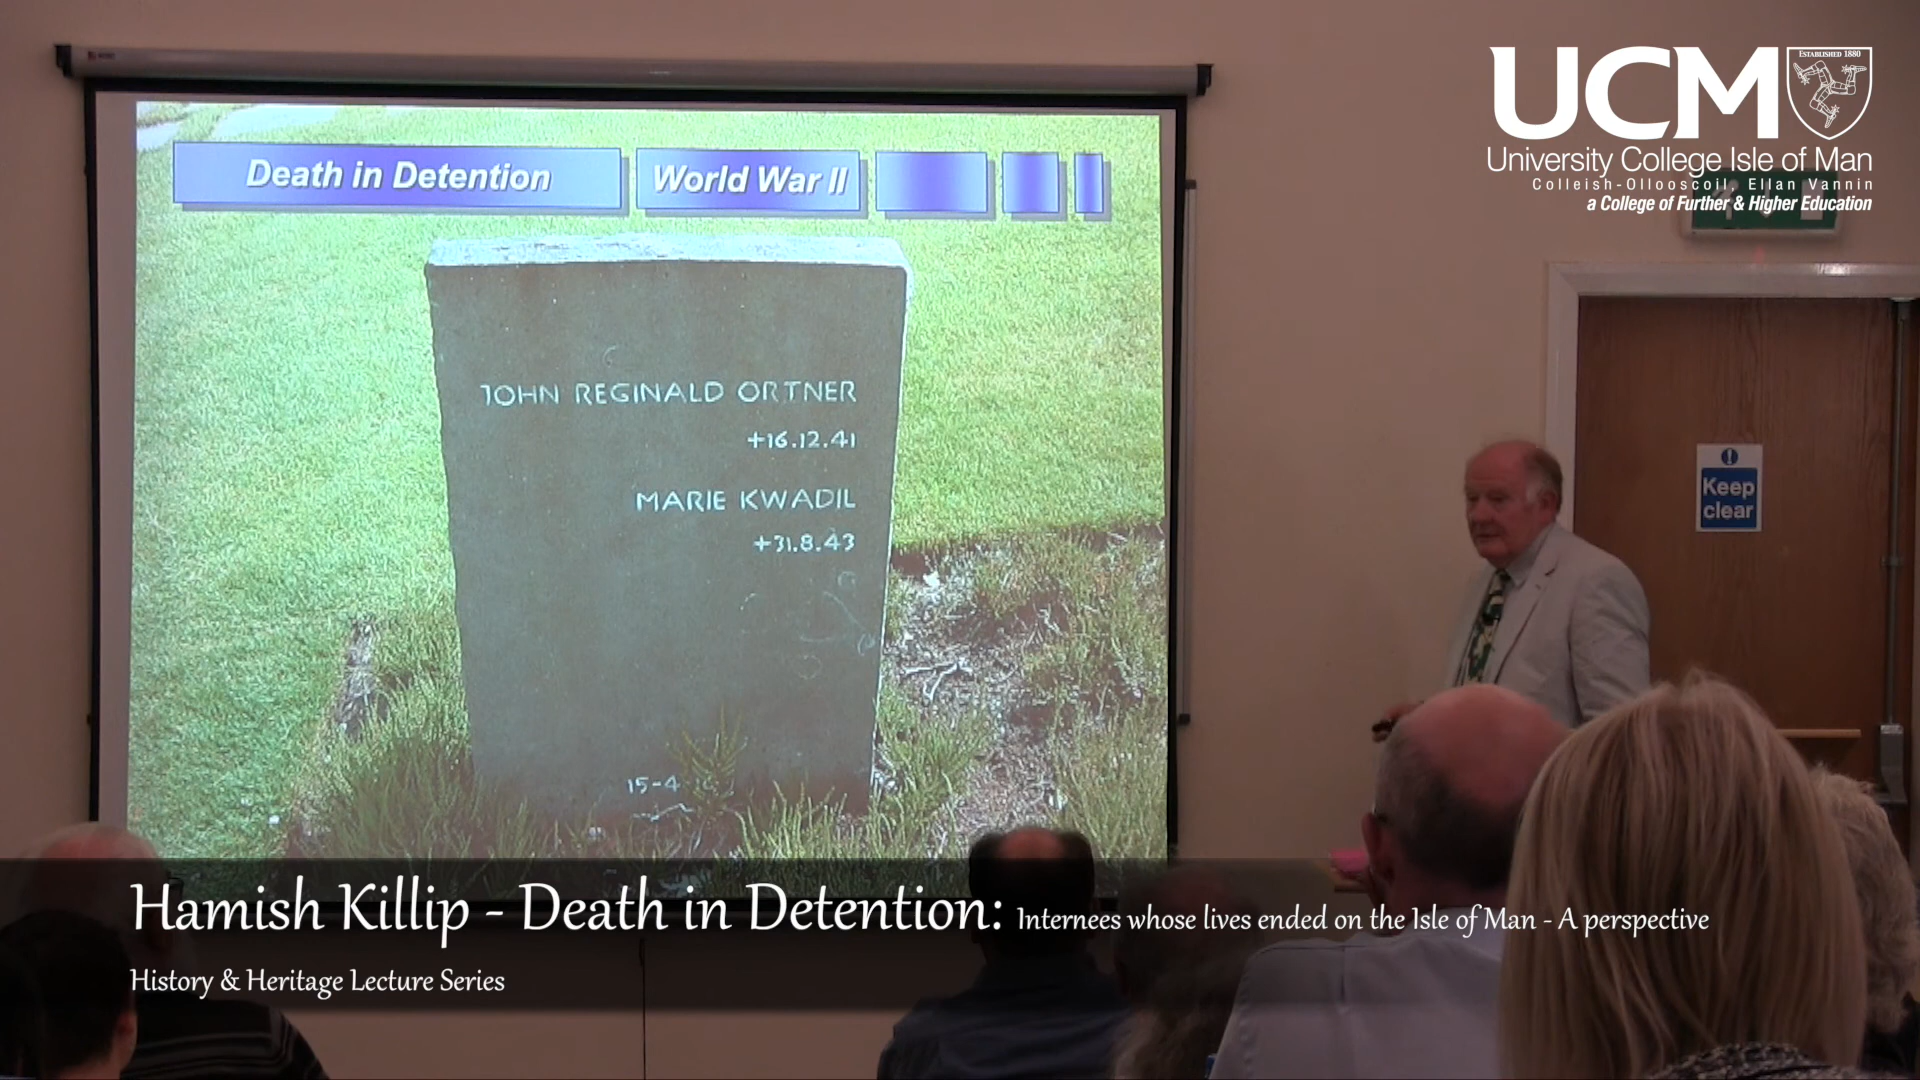 Death in Detention
World War II
JOHN REGINALD ORTNER
+16.12.41
MARIE KWADIL
+31.8.43
15-4
UCM
ESTABLISHED 1880
University College Isle of Man
Colleish-Ollooscoil, Ellan Vannin
a College of Further & Higher Education
Keep
clear
Hamish Killip - Death in Detention: Internees whose lives ended on the Isle of Man - A perspective
History & Heritage Lecture Series